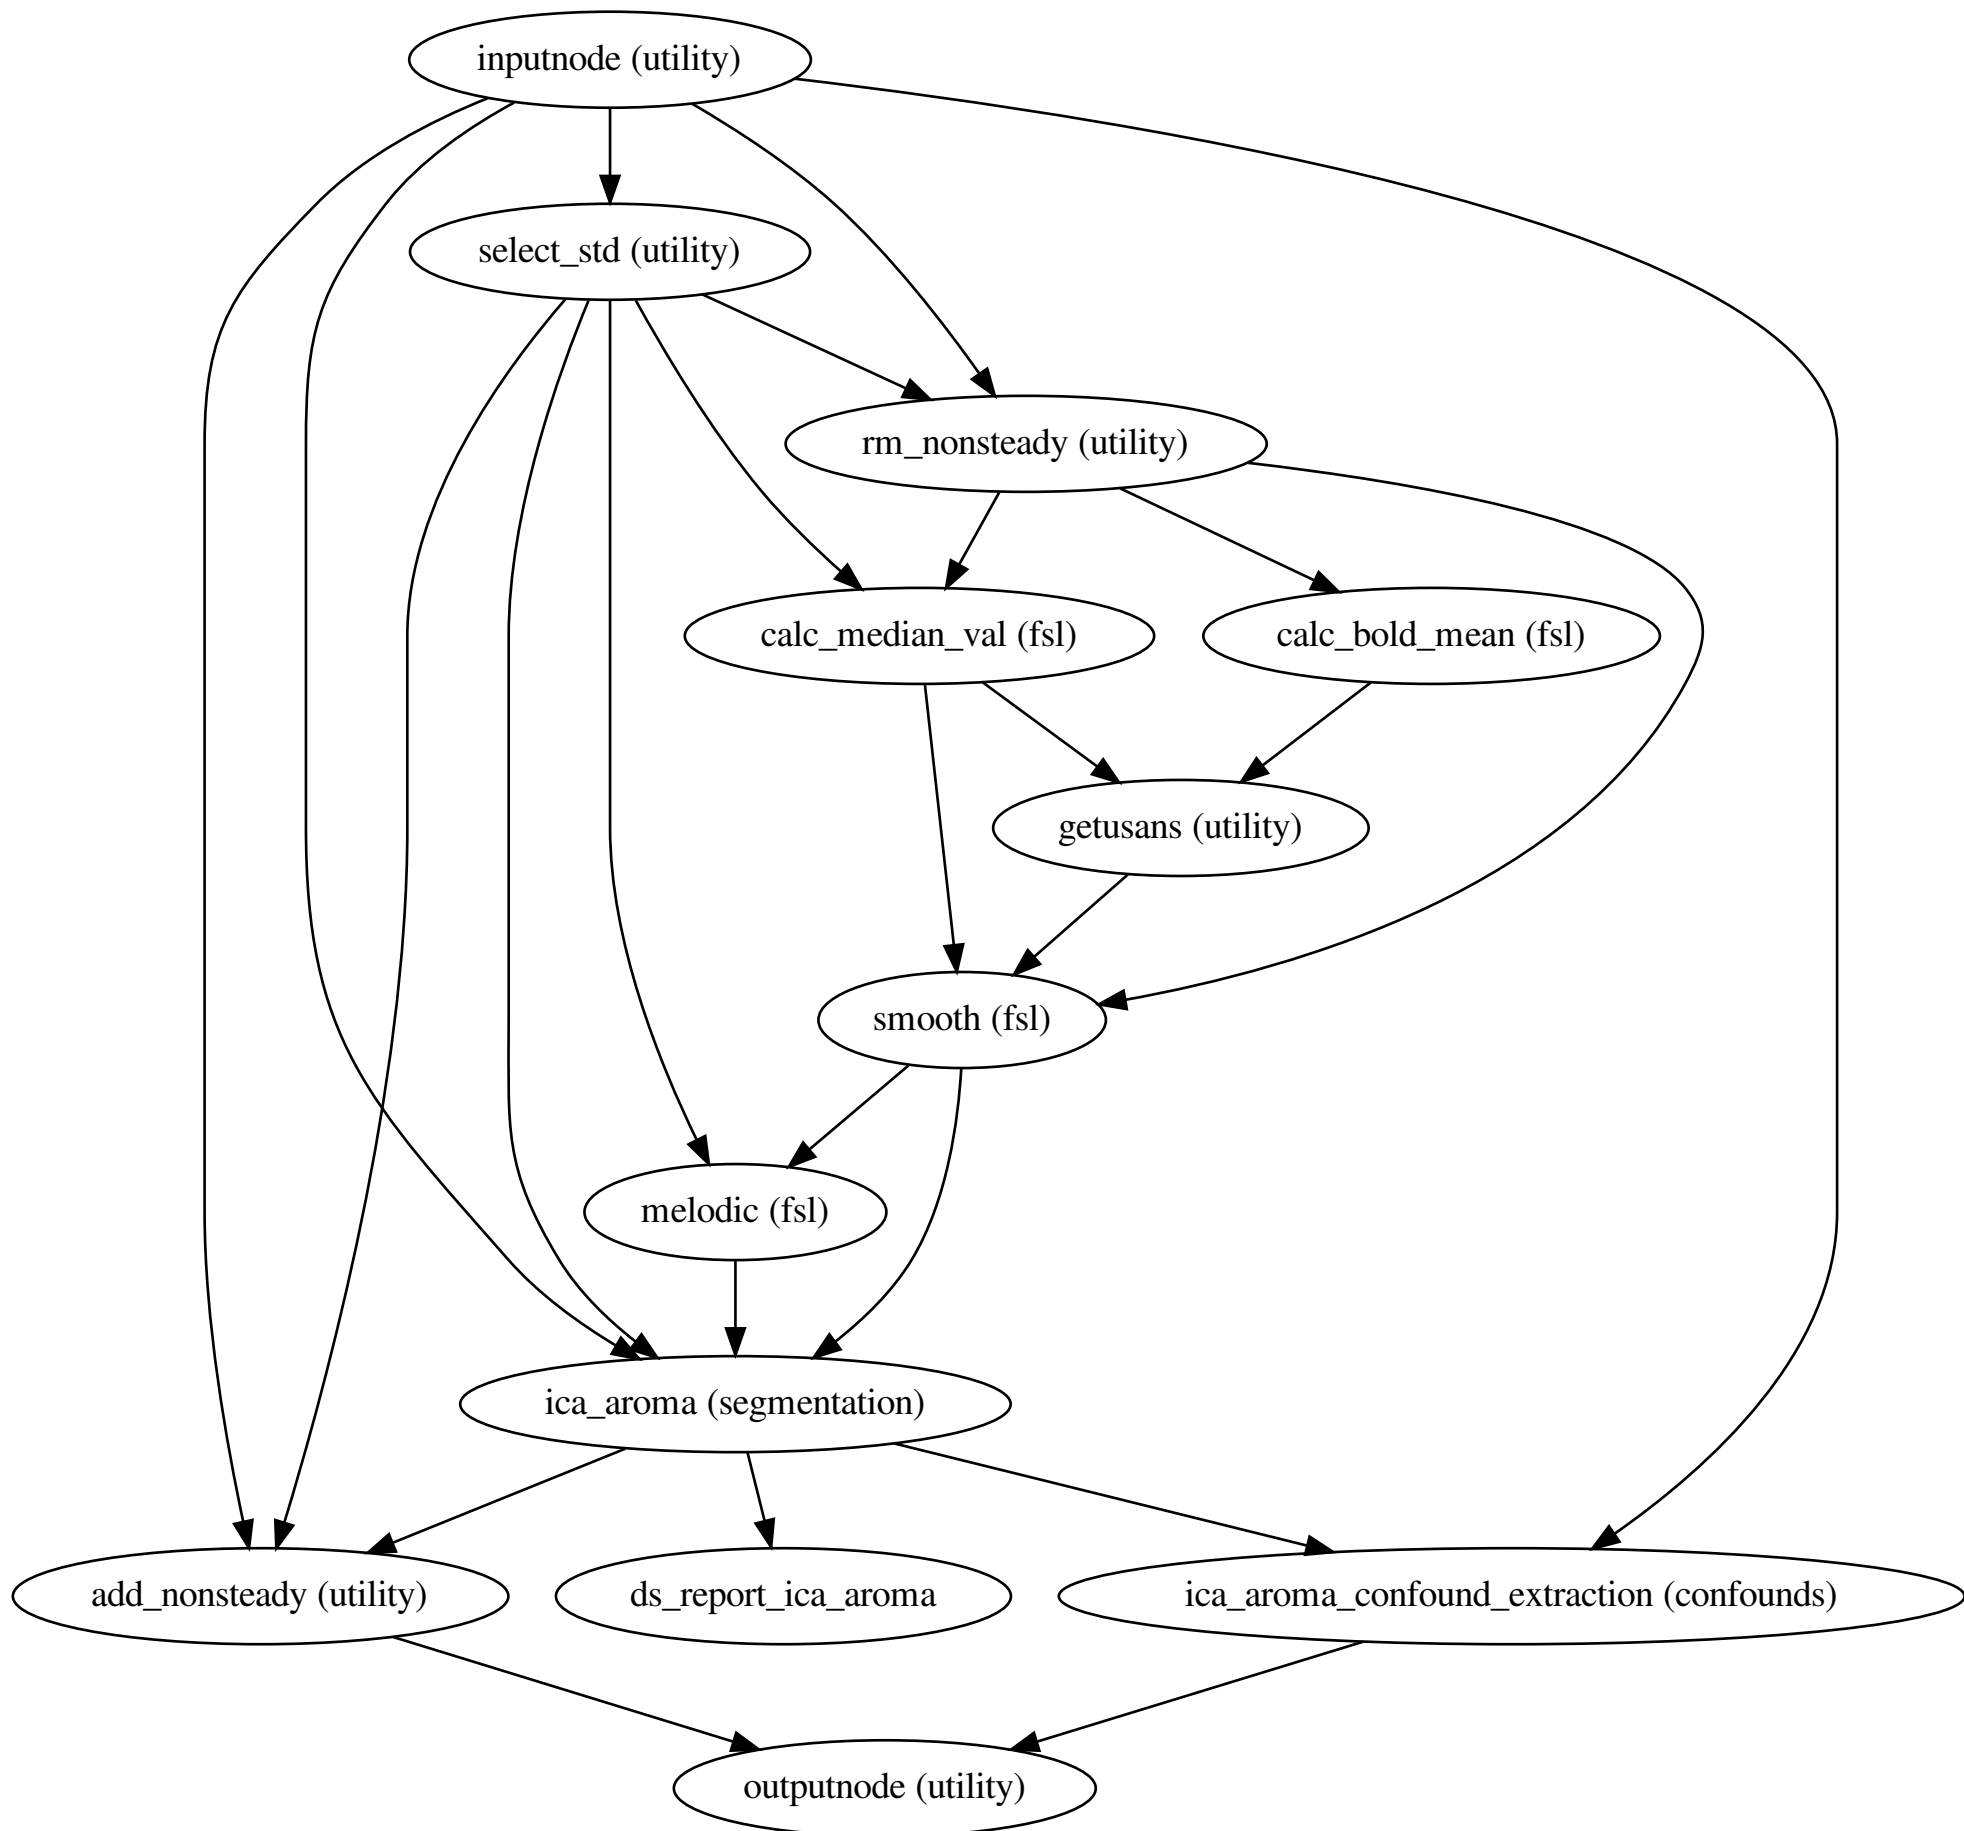 inputnode (utility)
select_std (utility)
rm_nonsteady (utility)
calc_median_val (fsl)
calc_bold_mean (fsl)
getusans (utility)
smooth (fsl)
melodic (fsl)
ica_aroma (segmentation)
add_nonsteady (utility)
ds_report_ica_aroma
ica_aroma_confound_extraction (confounds)
outputnode (utility)